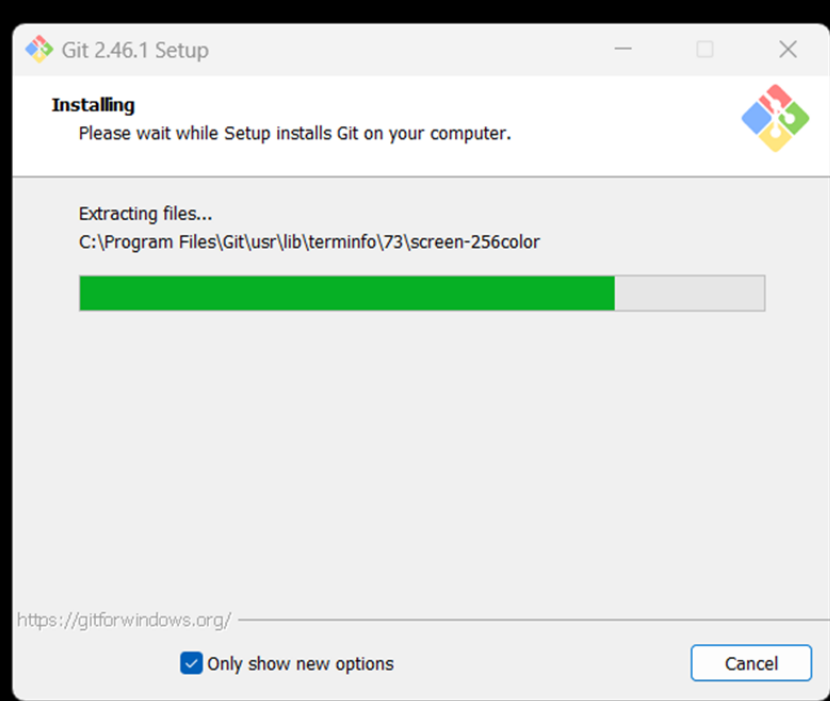 Git 2.46.1 Setup
Installing
Please wait while Setup installs Git on your computer.
Extracting files...
C:\Program Files\Git\usr\lib\terminfo\73\screen-256color
https://gitforwindows.org/
Only show new options
Cancel